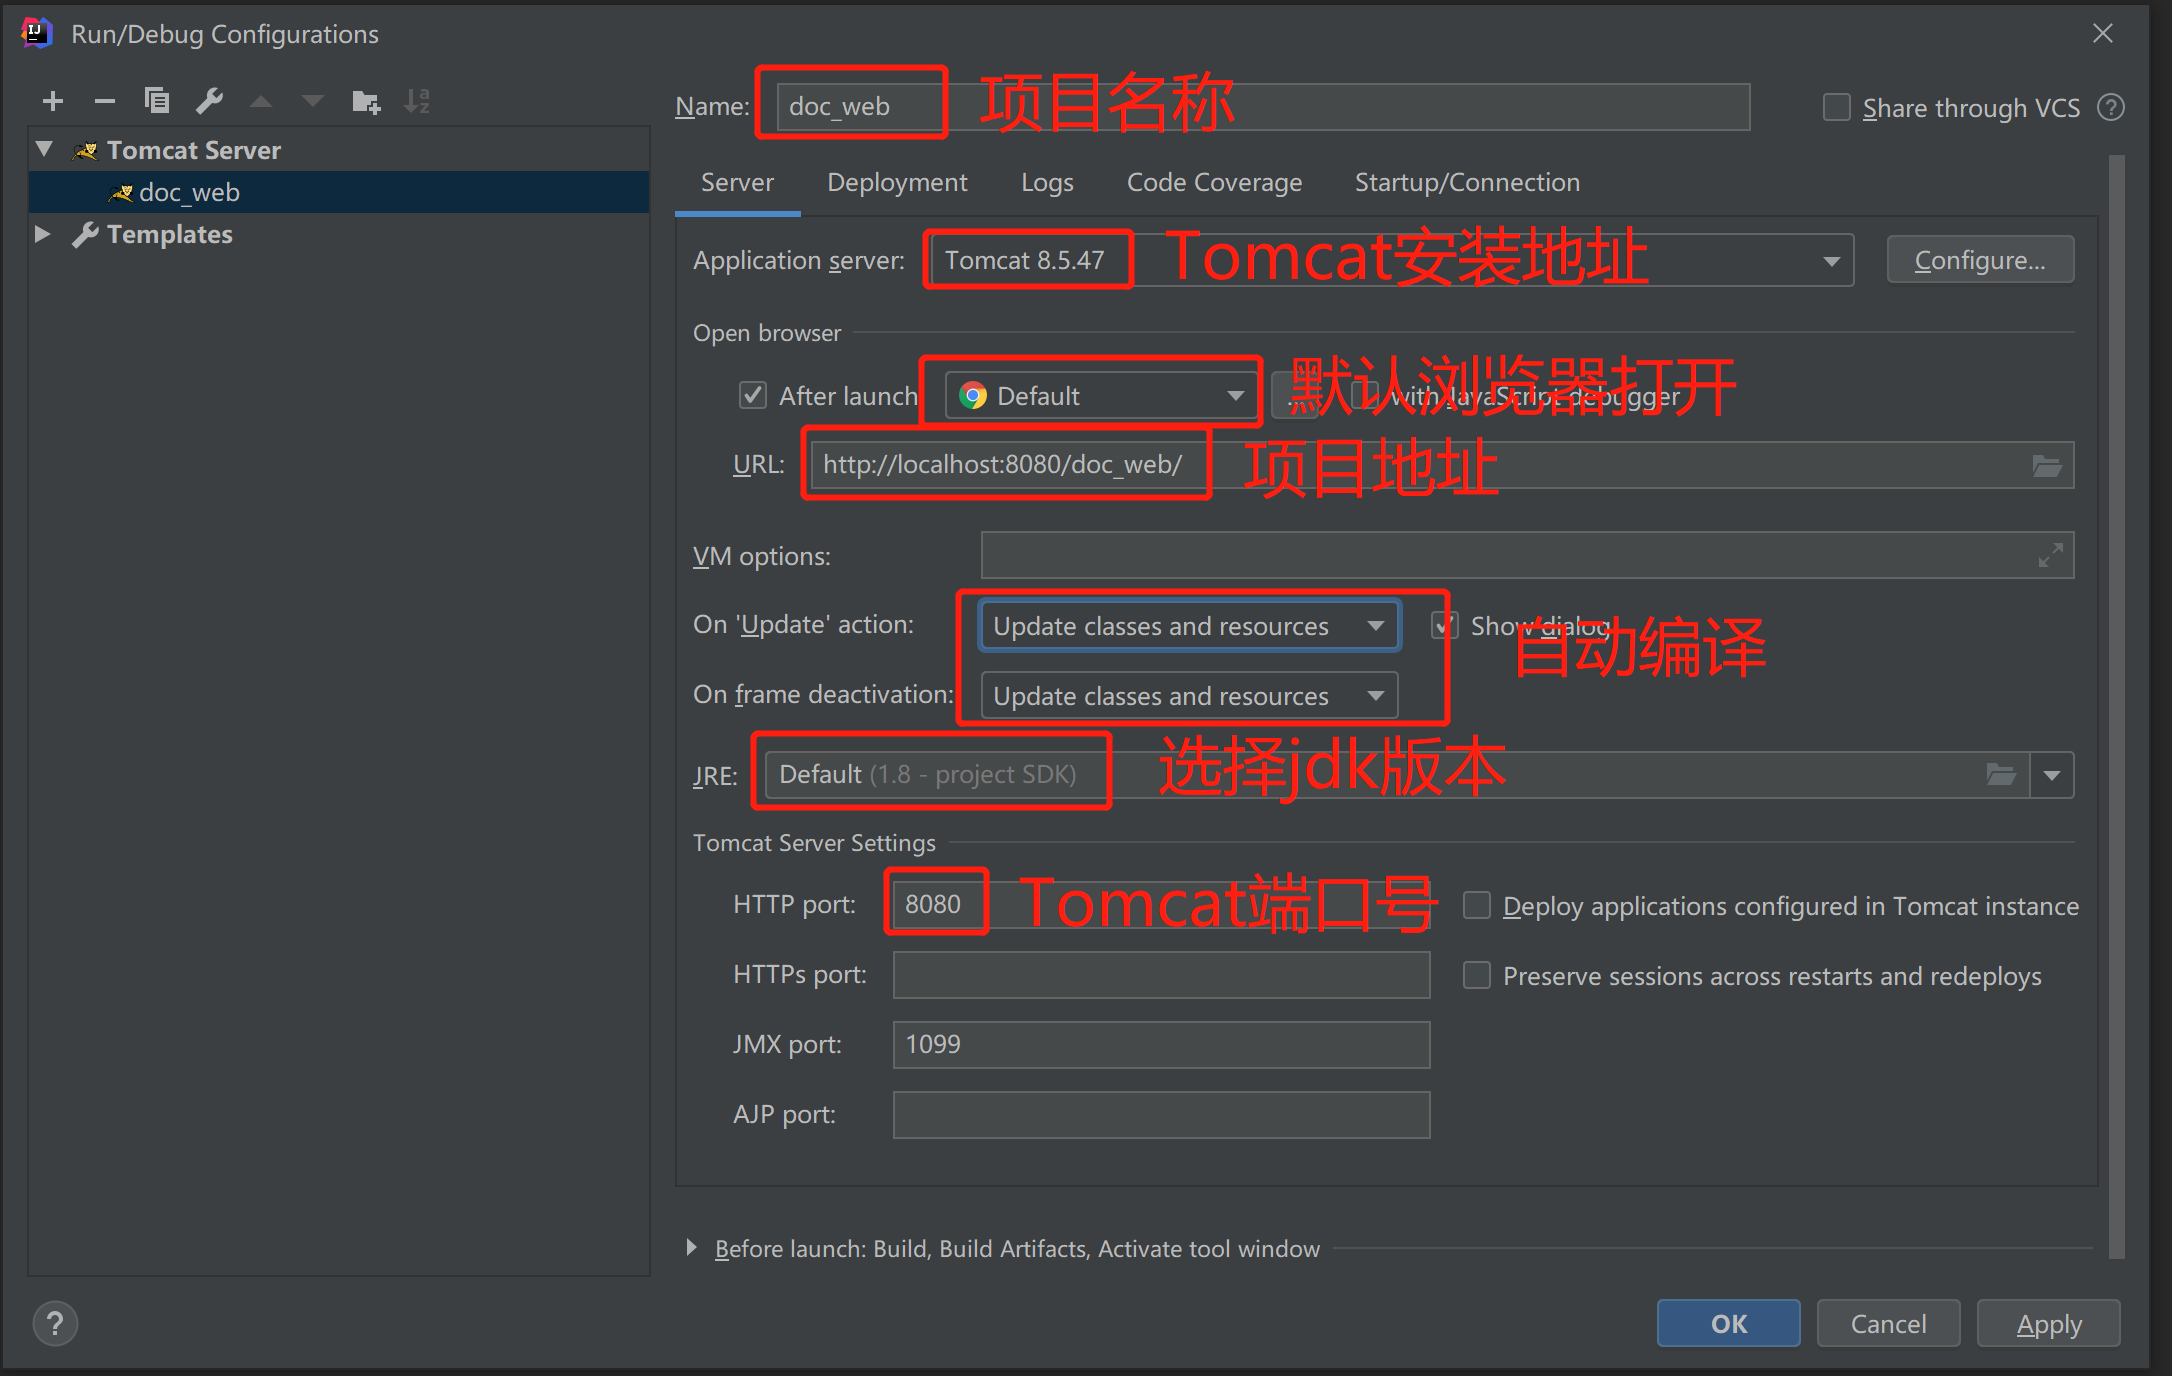 Run/Debug Configurations
Name: doc_web 项目名称
Share through VCS ?
Tomcat Server
doc_web
Templates
Server Deployment Logs Code Coverage Startup/Connection
Application server: Tomcat 8.5.47 Tomcat安装地址 Configure...
Open browser
After launch Default ... with JavaScript debugger 默认浏览器打开
URL: http://localhost:8080/doc_web/ 项目地址
VM options:
On 'Update' action: Update classes and resources Show dialog
自动编译
On frame deactivation: Update classes and resources
JRE: Default (1.8 - project SDK) 选择jdk版本
Tomcat Server Settings
HTTP port: 8080 Tomcat端口号 Deploy applications configured in Tomcat instance
HTTPs port: Preserve sessions across restarts and redeploys
JMX port: 1099
AJP port:
Before launch: Build, Build Artifacts, Activate tool window
? OK Cancel Apply